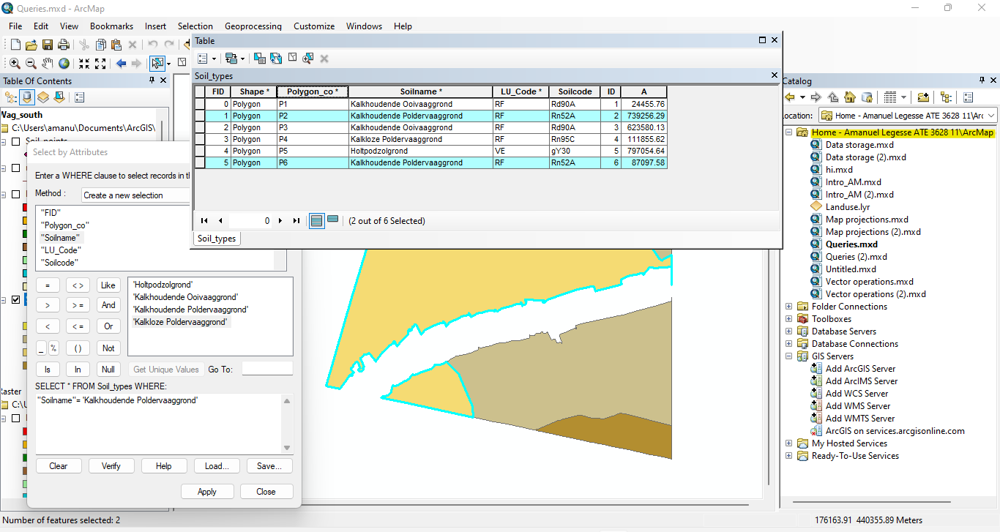 Queries.mxd - ArcMap
File Edit View Bookmarks Insert Selection Geoprocessing Customize Windows Help
Table Of Contents
Vag_south
C:\Users\amanu\Documents\ArcGIS\
Soil_points
Raster
Select by Attributes
Enter a WHERE clause to select records in
Method :
Create a new selection
"FID"
"Polygon_co"
"Soilname"
"LU_Code"
"Soilcode"
= < > Like
> > = And
< < = Or
_ % ( ) Not
Is In Null
'Holtpodzolgrond'
'Kalkhoudende Ooivaaggrond'
'Kalkhoudende Poldervaaggrond'
'Kalkloze Poldervaaggrond'
Get Unique Values Go To:
SELECT * FROM Soil_types WHERE:
"Soilname"= 'Kalkhoudende Poldervaaggrond'
Clear Verify Help Load... Save...
Apply Close
Table
Soil_types
FID Shape * Polygon_co * Soilname * LU_Code * Soilcode ID A
0 Polygon P1 Kalkhoudende Ooivaaggrond RF Rd90A 1 24455.76
1 Polygon P2 Kalkhoudende Poldervaaggrond RF Rn52A 2 739256.29
2 Polygon P3 Kalkhoudende Ooivaaggrond RF Rd90A 3 623580.13
3 Polygon P4 Kalkloze Poldervaaggrond RF Rn95C 4 111855.62
4 Polygon P5 Holtpodzolgrond VE gY30 5 797054.64
5 Polygon P6 Kalkhoudende Poldervaaggrond RF Rn52A 6 87097.58
0 (2 out of 6 Selected)
Soil_types
Catalog
Location: Home - Amanuel Legesse ATE 3628 11\Arc
Home - Amanuel Legesse ATE 3628 11\ArcMap
Data storage.mxd
Data storage (2).mxd
hi.mxd
Intro_AM.mxd
Intro_AM (2).mxd
Landuse.lyr
Map projections.mxd
Map projections (2).mxd
Queries.mxd
Queries (2).mxd
Untitled.mxd
Vector operations.mxd
Vector operations (2).mxd
Folder Connections
Toolboxes
Database Servers
Database Connections
GIS Servers
Add ArcGIS Server
Add ArcIMS Server
Add WCS Server
Add WMS Server
Add WMTS Server
ArcGIS on services.arcgisonline.com
My Hosted Services
Ready-To-Use Services
Number of features selected: 2
176163.91 440355.89 Meters